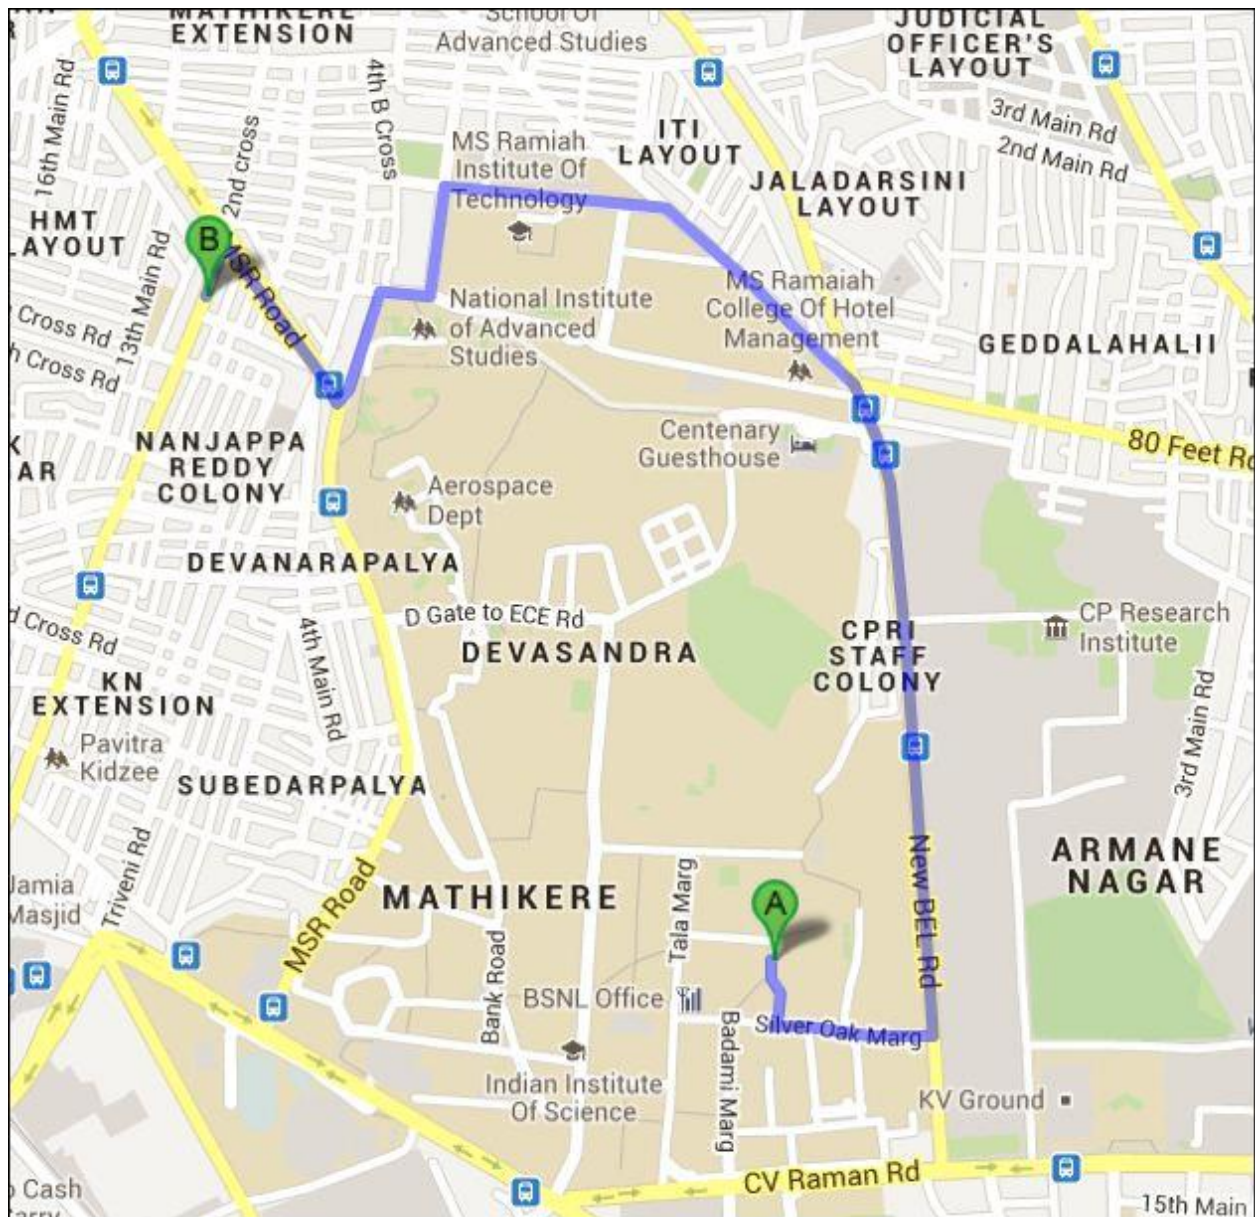 MATHIKERE
EXTENSION
School Of
Advanced Studies
JUDICIAL
OFFICER'S
LAYOUT
16th Main Rd
2nd cross
4th B Cross
MS Ramiah
Institute Of
Technology
ITI
LAYOUT
3rd Main Rd
2nd Main Rd
JALADARSINI
LAYOUT
HMT
LAYOUT
B
MSR Road
13th Main Rd
Cross Rd
h Cross Rd
National Institute
of Advanced
Studies
MS Ramaiah
College Of Hotel
Management
GEDDALAHALII
NANJAPPA
REDDY
COLONY
K
AR
Centenary
Guesthouse
80 Feet Ro
Aerospace
Dept
DEVANARAPALYA
D Gate to ECE Rd
DEVASANDRA
CPRI
STAFF
COLONY
CP Research
Institute
d Cross Rd
4th Main Rd
KN
EXTENSION
Pavitra
Kidzee
SUBEDARPALYA
3rd Main Rd
New BEL Rd
ARMANE
NAGAR
MATHIKERE
Jamia
Masjid
Triveni Rd
MSR Road
Tala Marg
A
Bank Road
BSNL Office
Silver Oak Marg
Badami Marg
Indian Institute
Of Science
KV Ground
CV Raman Rd
15th Main
Cash
arry